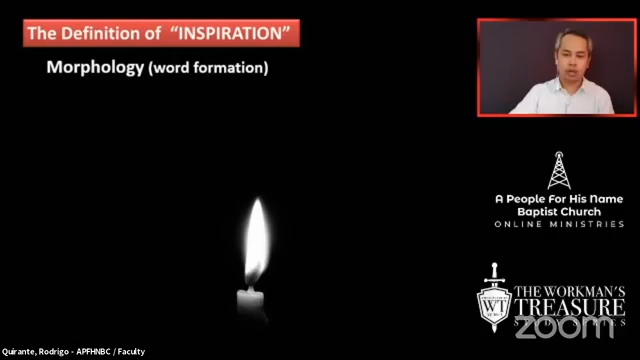 The Definition of "INSPIRATION"
Morphology (word formation)
A People For His Name
Baptist Church
ONLINE MINISTRIES
WT
THE WORKMAN'S
TREASURE
zoom
Quirante, Rodrigo - APFHNBC / Faculty